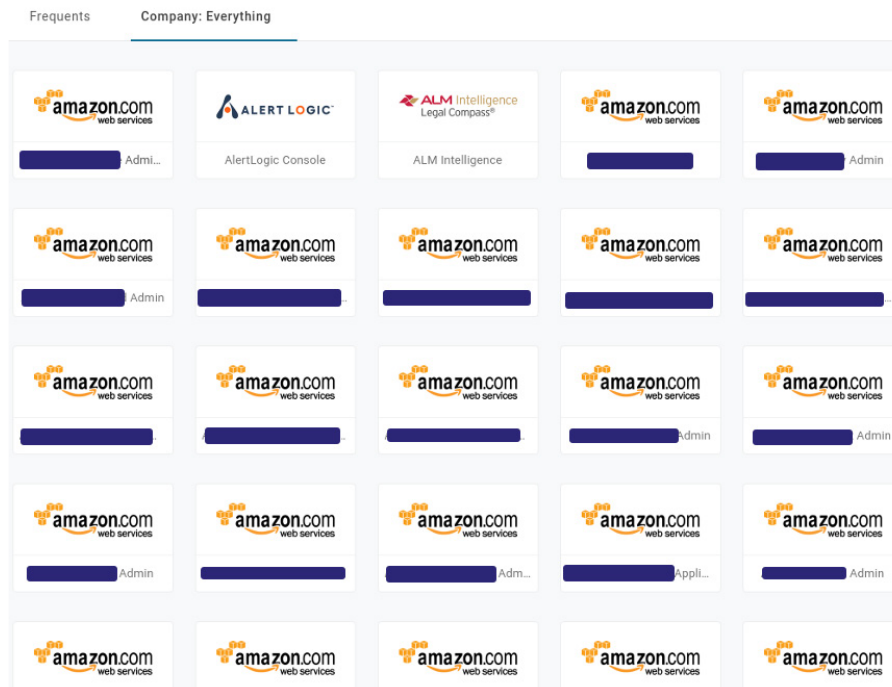 Frequents Company: Everything
amazon.com
web services
Admi...
ALERT LOGIC
AlertLogic Console
ALM Intelligence
Legal Compass®
ALM Intelligence
amazon.com
web services
amazon.com
web services
Admin
amazon.com
web services
Admin
amazon.com
web services
amazon.com
web services
amazon.com
web services
amazon.com
web services
amazon.com
web services
amazon.com
web services
amazon.com
web services
amazon.com
web services
Admin
amazon.com
web services
Admin
amazon.com
web services
Admin
amazon.com
web services
amazon.com
web services
Adm...
amazon.com
web services
Appli...
amazon.com
web services
Admin
amazon.com
web services
amazon.com
web services
amazon.com
web services
amazon.com
web services
amazon.com
web services